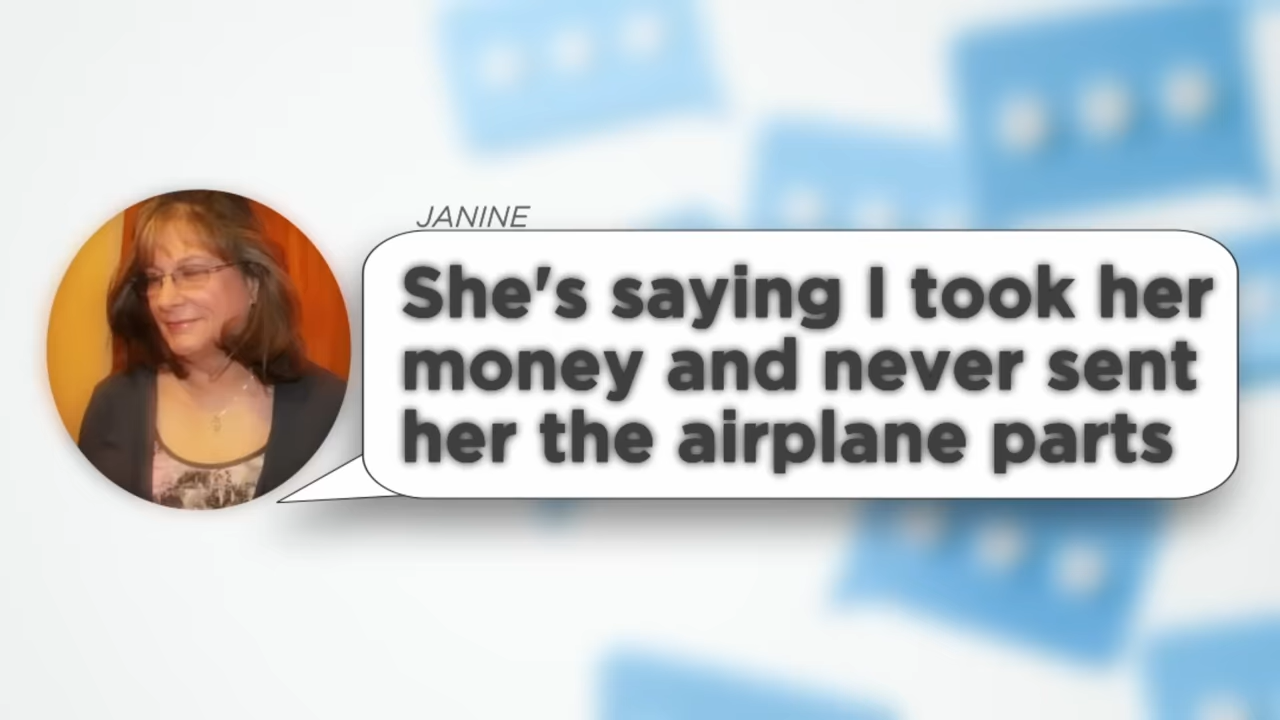 JANINE
She's saying I took her
money and never sent
her the airplane parts